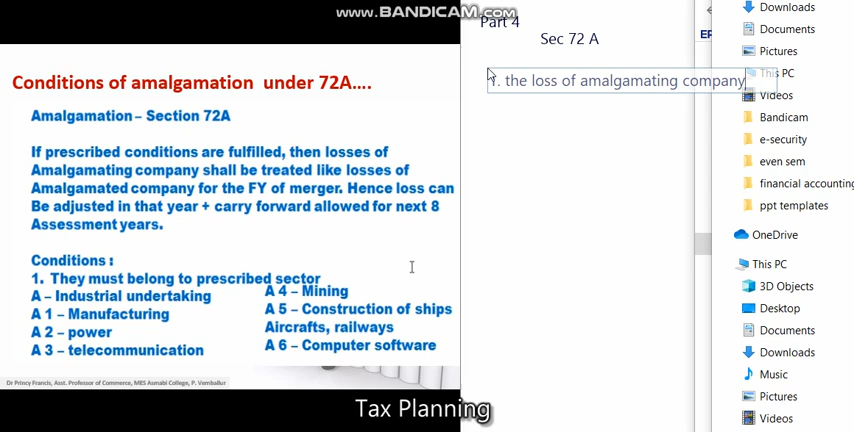 www.BANDICAM.com
Conditions of amalgamation under 72A....
Amalgamation – Section 72A
If prescribed conditions are fulfilled, then losses of
Amalgamating company shall be treated like losses of
Amalgamated company for the FY of merger. Hence loss can
Be adjusted in that year + carry forward allowed for next 8
Assessment years.
Conditions :
1. They must belong to prescribed sector
A – Industrial undertaking
A 1 – Manufacturing
A 2 – power
A 3 – telecommunication
A 4 – Mining
A 5 – Construction of ships
Aircrafts, railways
A 6 – Computer software
Dr Princy Francis, Asst. Professor of Commerce, MES Asmabi College, P. Vemballur
Tax Planning
Part 4
Sec 72 A
1. the loss of amalgamating company
Downloads
Documents
Pictures
This PC
Videos
Bandicam
e-security
even sem
financial accounting
ppt templates
OneDrive
This PC
3D Objects
Desktop
Documents
Downloads
Music
Pictures
Videos